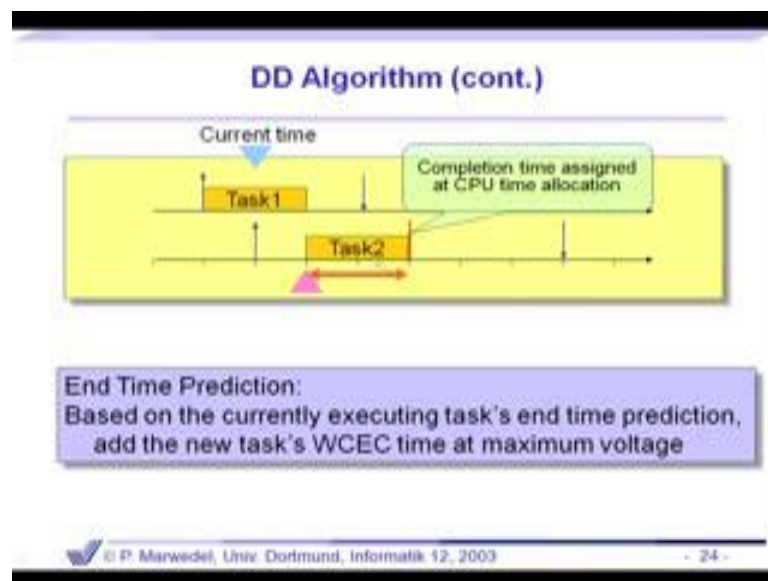 DD Algorithm (cont.)
Current time
Completion time assigned
at CPU time allocation
Task1
Task2
End Time Prediction:
Based on the currently executing task's end time prediction,
add the new task's WCEC time at maximum voltage
© P. Marwedel, Univ. Dortmund, Informatik 12, 2003
- 24 -